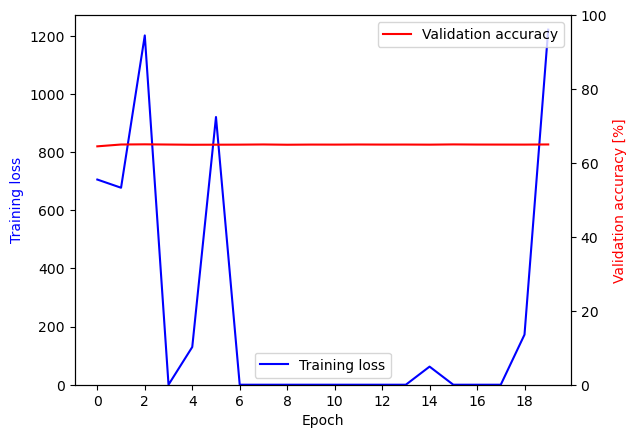 Validation accuracy
Training loss
Training loss
Validation accuracy [%]
Epoch
0
200
400
600
800
1000
1200
0
20
40
60
80
100
0 2 4 6 8 10 12 14 16 18